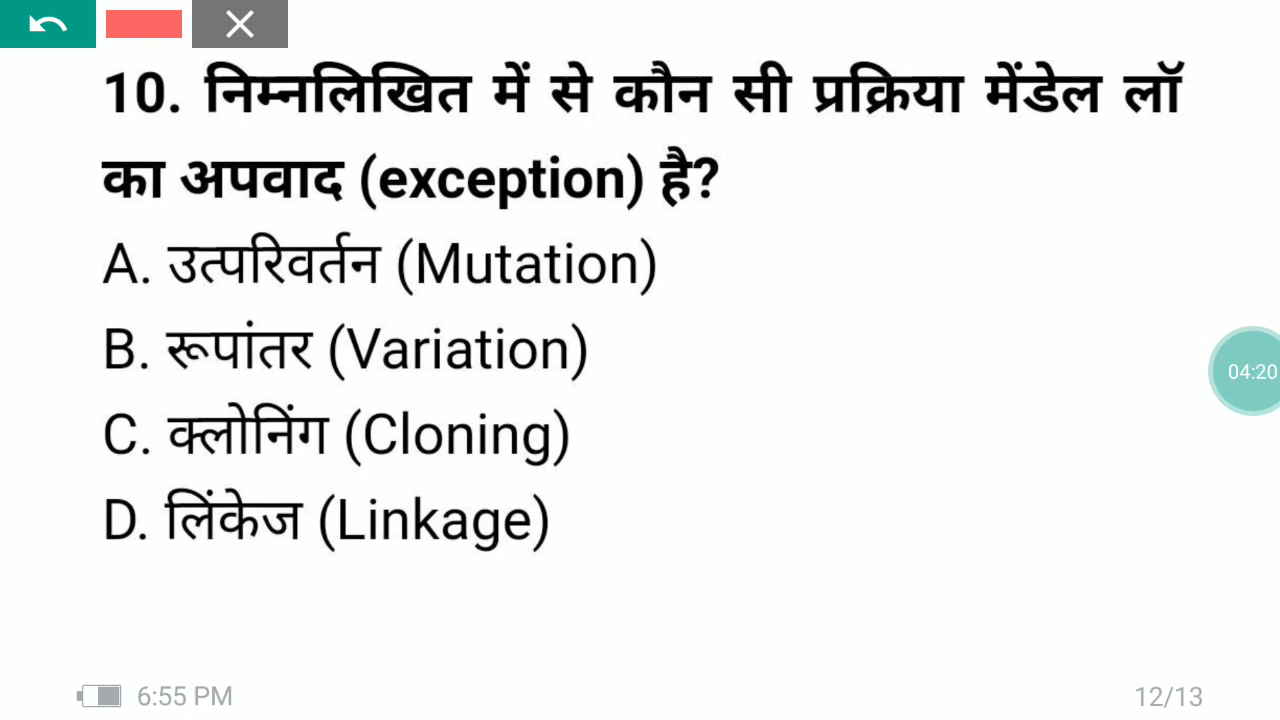 10. निम्नलिखित में से कौन सी प्रक्रिया मेंडेल लॉ
का अपवाद (exception) है?
A. उत्परिवर्तन (Mutation)
B. रूपांतर (Variation)
C. क्लोनिंग (Cloning)
D. लिंकेज (Linkage)
04:20
6:55 PM
12/13